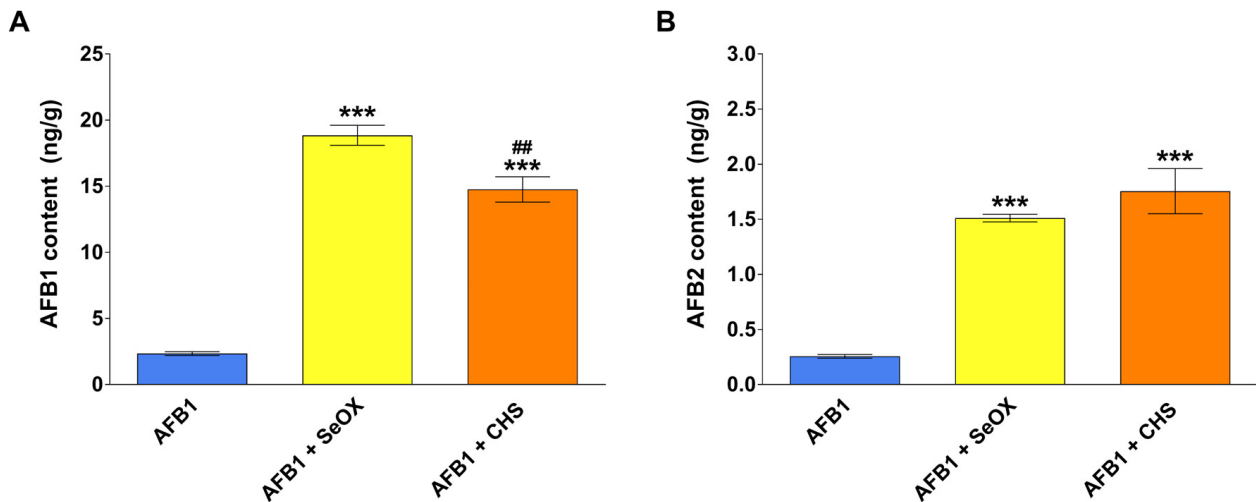 A
AFB1 content (ng/g)
25
20
15
10
5
0
***
##
***
AFB1
AFB1 + SeOX
AFB1 + CHS
B
AFB2 content (ng/g)
3.0
2.5
2.0
1.5
1.0
0.5
0.0
***
***
AFB1
AFB1 + SeOX
AFB1 + CHS